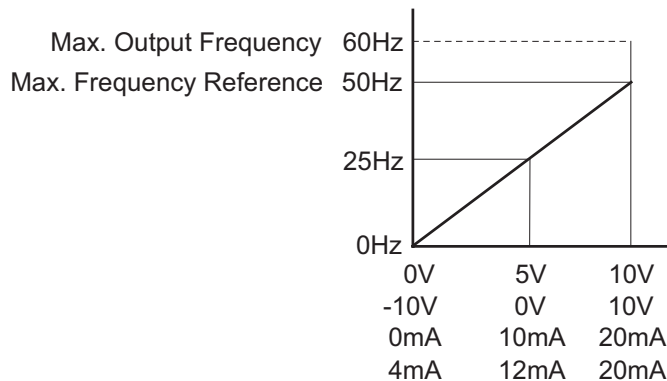 Max. Output Frequency 60Hz
Max. Frequency Reference 50Hz
25Hz
0Hz
0V 5V 10V
-10V 0V 10V
0mA 10mA 20mA
4mA 12mA 20mA